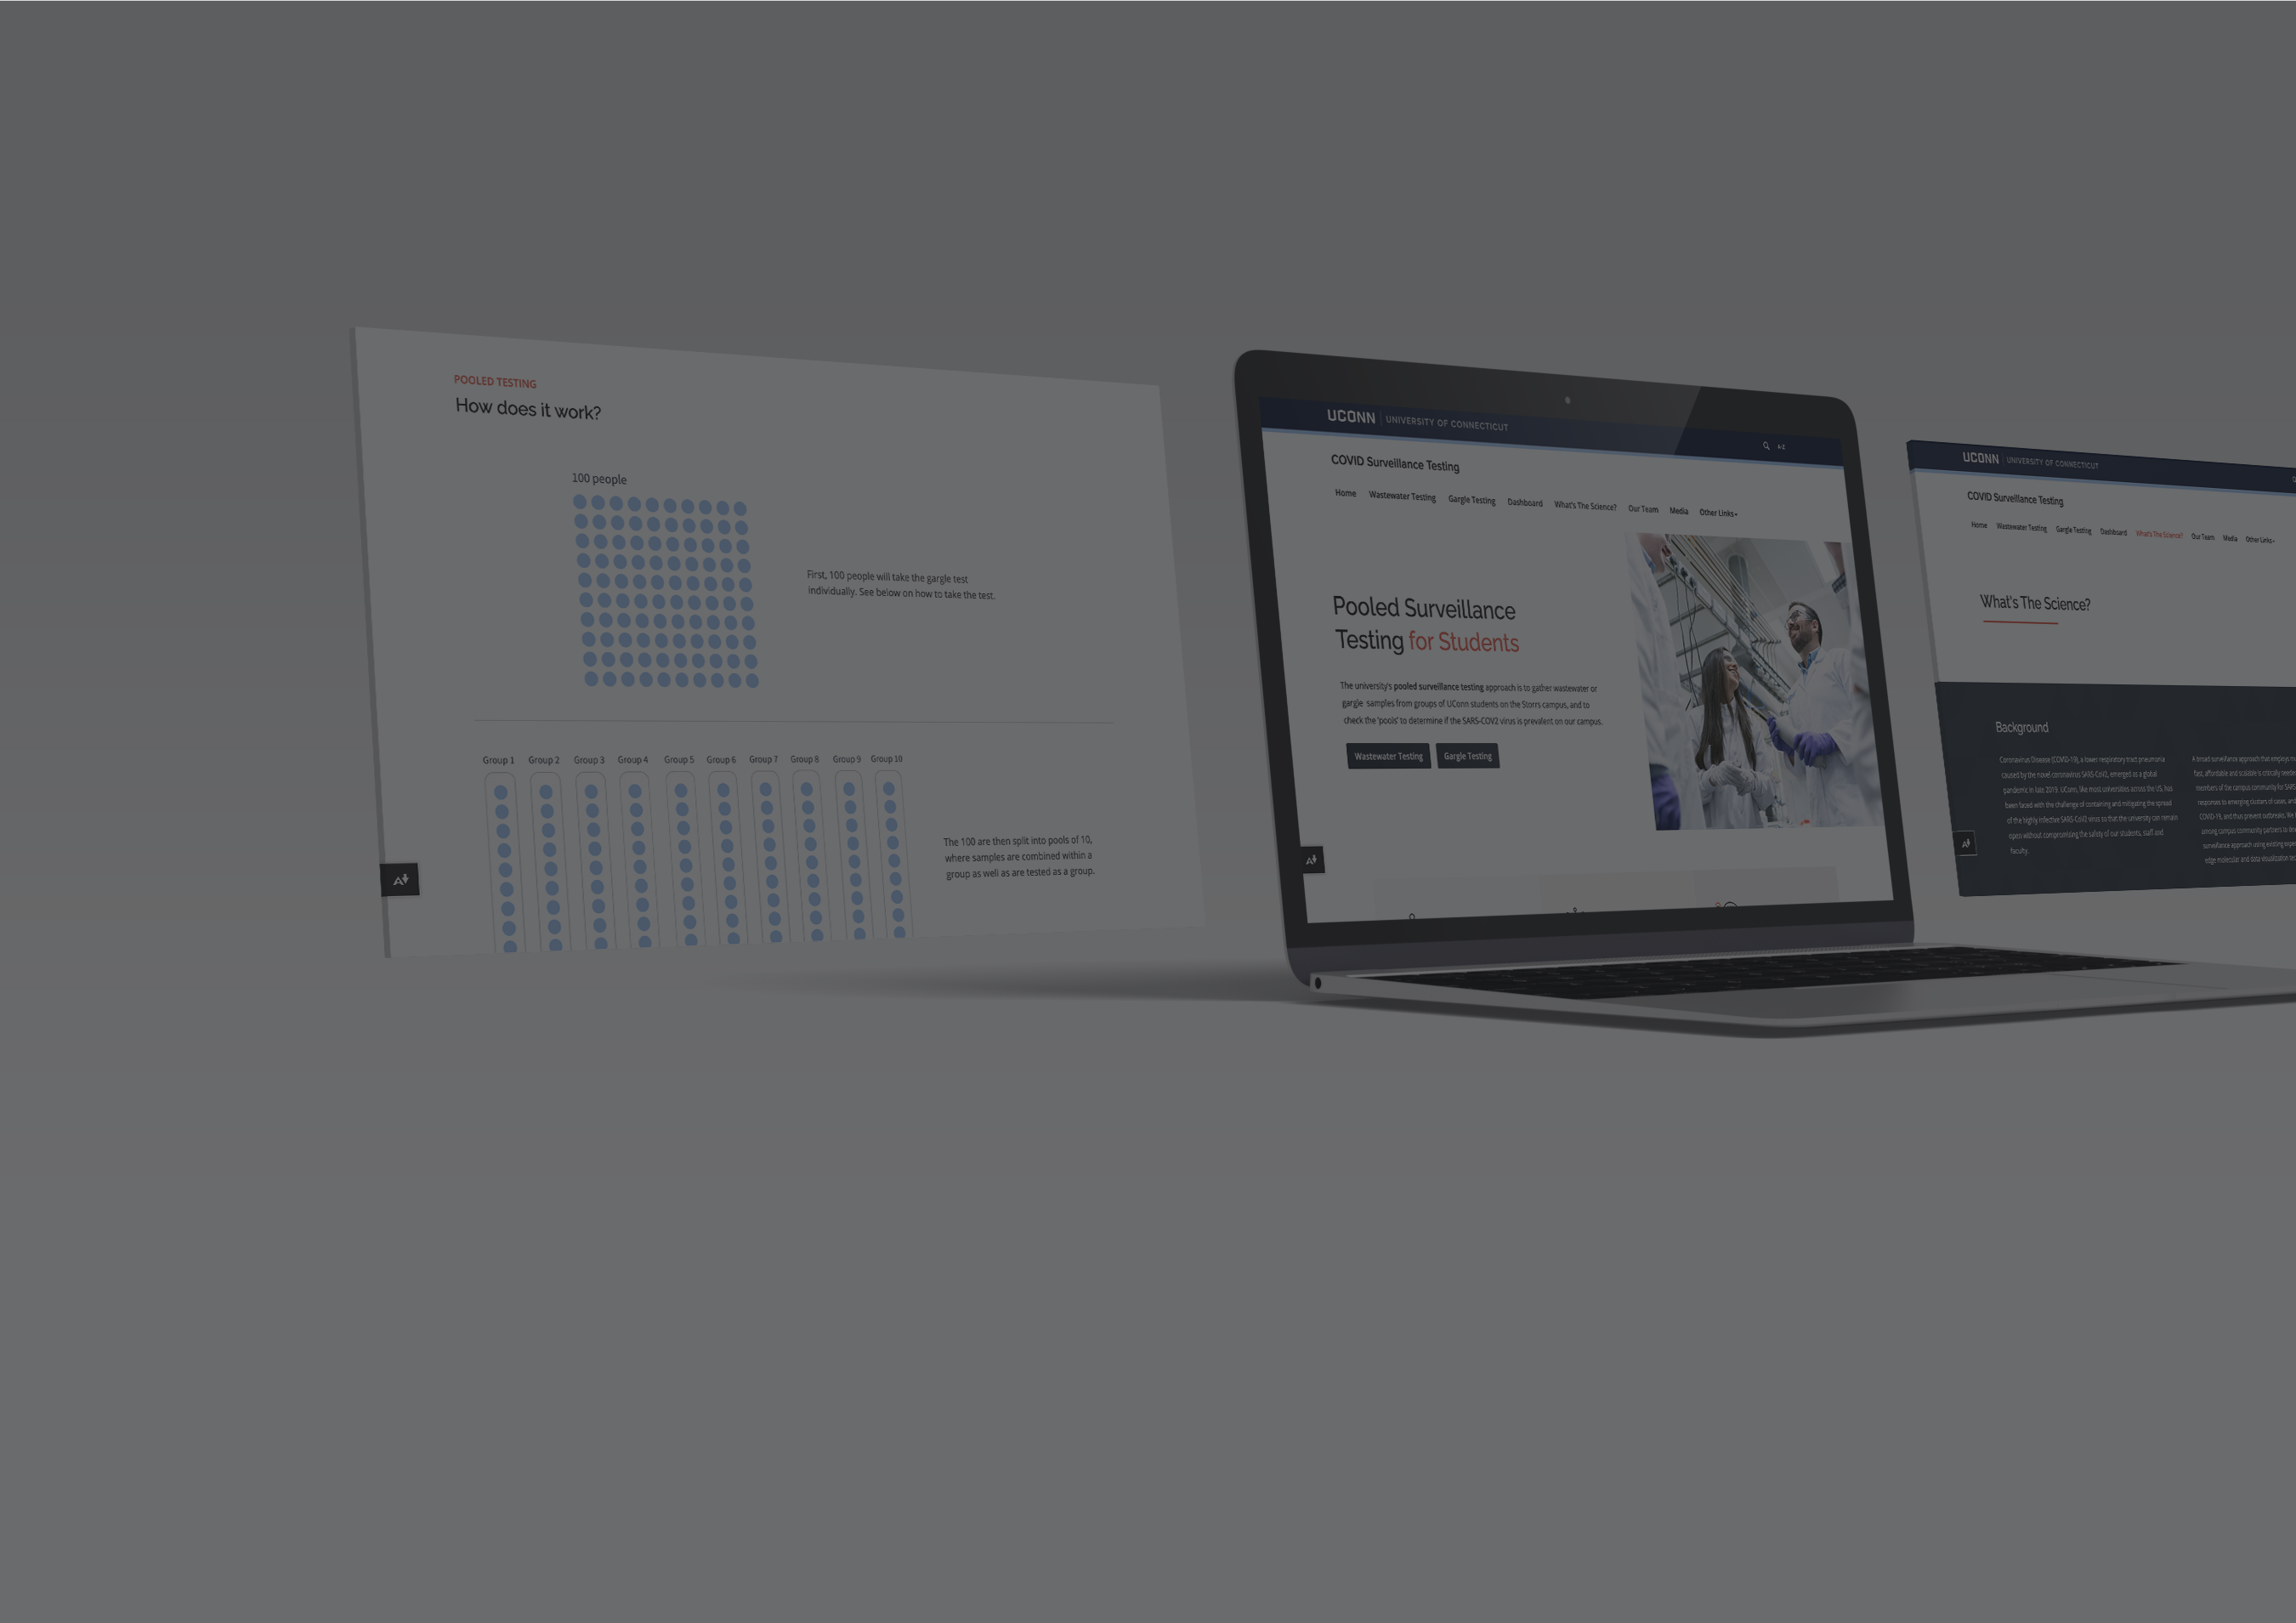 POOLED TESTING
How does it work?
100 people
First, 100 people will take the gargle test
individually. See below on how to take the test.
Group 1 Group 2 Group 3 Group 4 Group 5 Group 6 Group 7 Group 8 Group 9 Group 10
The 100 are then split into pools of 10,
where samples are combined within a
group as well as are tested as a group.
UCONN UNIVERSITY OF CONNECTICUT
A-Z
COVID Surveillance Testing
Home Wastewater Testing Gargle Testing Dashboard What's The Science? Our Team Media Other Links
Pooled Surveillance
Testing for Students
The university's pooled surveillance testing approach is to gather wastewater or
gargle samples from groups of UConn students on the Storrs campus, and to
check the 'pools' to determine if the SARS-COV2 virus is prevalent on our campus.
Wastewater Testing Gargle Testing
UCONN UNIVERSITY OF CONNECTICUT
COVID Surveillance Testing
Home Wastewater Testing Gargle Testing Dashboard What's The Science? Our Team Media Other Links
What's The Science?
Background
Coronavirus Disease (COVID-19), a lower respiratory tract pneumonia
caused by the novel coronavirus SARS-CoV2, emerged as a global
pandemic in late 2019. UConn, like most universities across the US, has
been faced with the challenge of containing and mitigating the spread
of the highly infective SARS-CoV2 virus so that the university can remain
open without compromising the safety of our students, staff and
faculty.
A broad surveillance approach that employs
fast, affordable and scalable is critically needed
members of the campus community for SARS
responses to emerging clusters of cases, and
COVID-19, and thus prevent outbreaks. We
among campus community partners to
surveillance approach using existing
edge molecular and data visualization